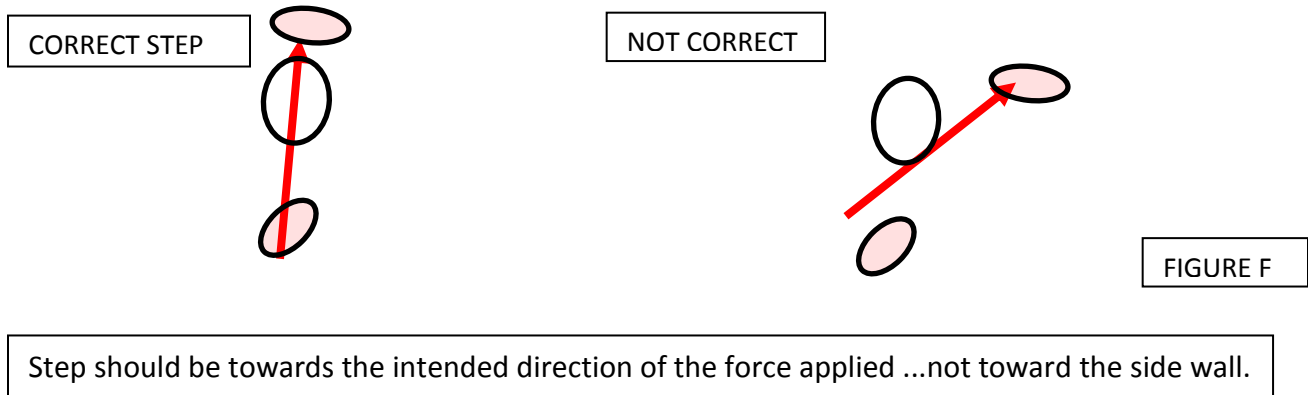 CORRECT STEP
NOT CORRECT
FIGURE F
Step should be towards the intended direction of the force applied ...not toward the side wall.